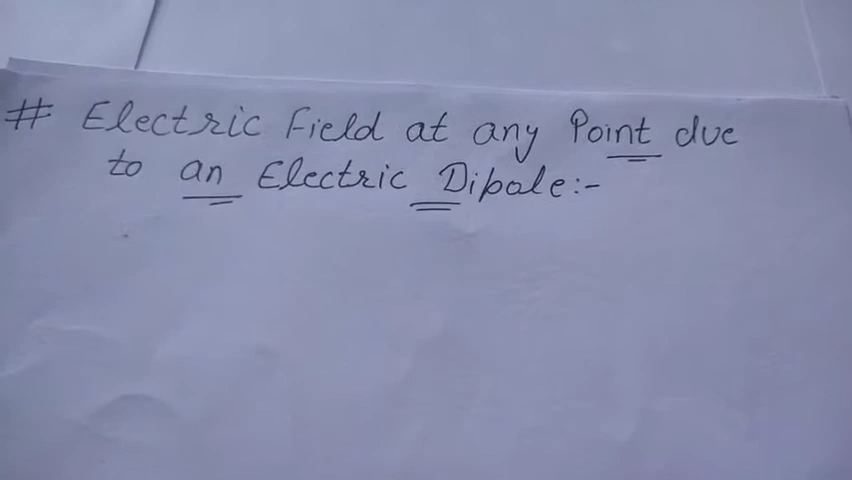 # Electric Field at any Point due
to an Electric Dipole:-